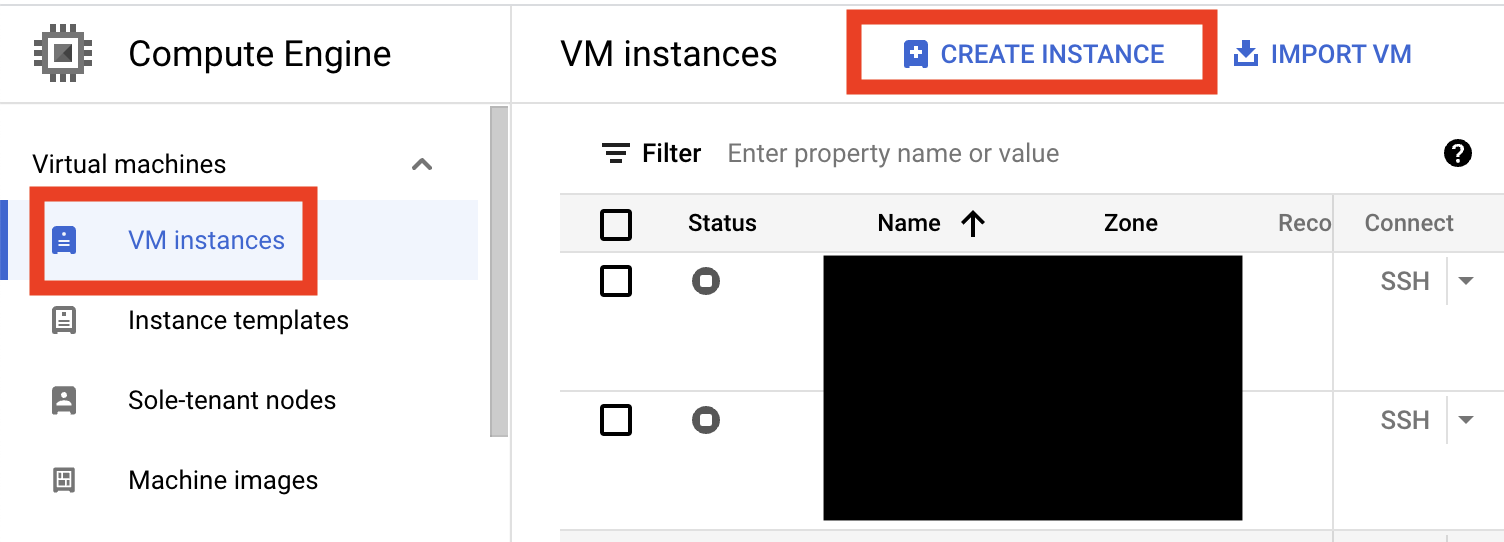 Compute Engine
VM instances
CREATE INSTANCE
IMPORT VM
Virtual machines
VM instances
Instance templates
Sole-tenant nodes
Machine images
Filter Enter property name or value
?
Status Name Zone Reco Connect
SSH
SSH